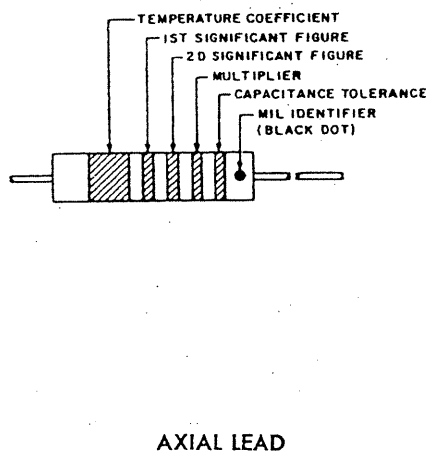 TEMPERATURE COEFFICIENT
1ST SIGNIFICANT FIGURE
2D SIGNIFICANT FIGURE
MULTIPLIER
CAPACITANCE TOLERANCE
MIL IDENTIFIER
(BLACK DOT)
AXIAL LEAD